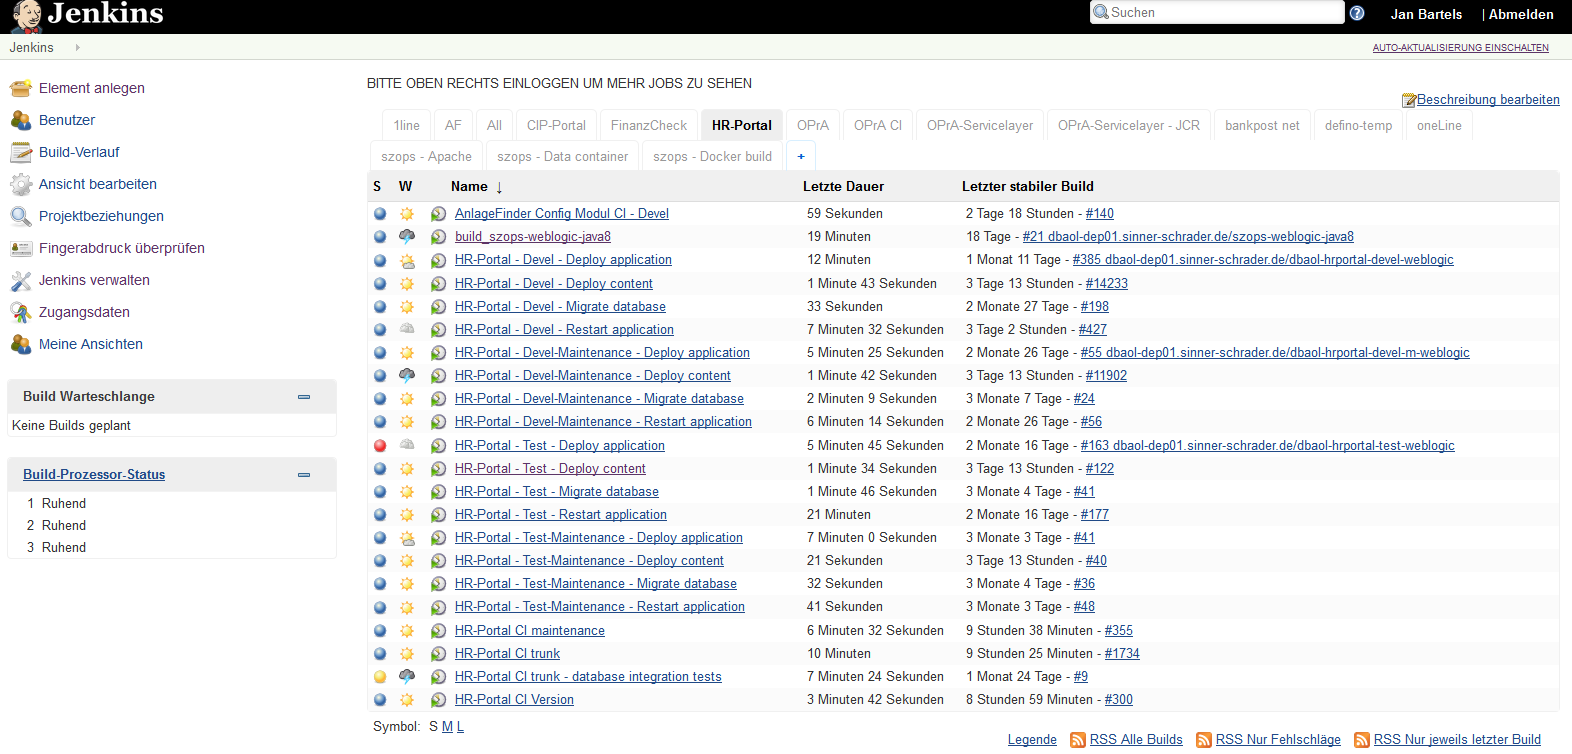 Jenkins
Suchen
Jan Bartels | Abmelden
Jenkins
AUTO-AKTUALISIERUNG EINSCHALTEN
Element anlegen
Benutzer
Build-Verlauf
Ansicht bearbeiten
Projektbeziehungen
Fingerabdruck überprüfen
Jenkins verwalten
Zugangsdaten
Meine Ansichten
Build Warteschlange
Keine Builds geplant
Build-Prozessor-Status
1 Ruhend
2 Ruhend
3 Ruhend
BITTE OBEN RECHTS EINLOGGEN UM MEHR JOBS ZU SEHEN
Beschreibung bearbeiten
1line AF All CIP-Portal FinanzCheck HR-Portal OPrA OPrA CI OPrA-Servicelayer OPrA-Servicelayer - JCR bankpost net defino-temp oneLine
szops - Apache szops - Data container szops - Docker build +
S W Name ↓ Letzte Dauer Letzter stabiler Build
AnlageFinder Config Modul CI - Devel 59 Sekunden 2 Tage 18 Stunden - #140
build_szops-weblogic-java8 19 Minuten 18 Tage - #21 dbaol-dep01.sinner-schrader.de/szops-weblogic-java8
HR-Portal - Devel - Deploy application 12 Minuten 1 Monat 11 Tage - #385 dbaol-dep01.sinner-schrader.de/dbaol-hrportal-devel-weblogic
HR-Portal - Devel - Deploy content 1 Minute 43 Sekunden 3 Tage 13 Stunden - #14233
HR-Portal - Devel - Migrate database 33 Sekunden 2 Monate 27 Tage - #198
HR-Portal - Devel - Restart application 7 Minuten 32 Sekunden 3 Tage 2 Stunden - #427
HR-Portal - Devel-Maintenance - Deploy application 5 Minuten 25 Sekunden 2 Monate 26 Tage - #55 dbaol-dep01.sinner-schrader.de/dbaol-hrportal-devel-m-weblogic
HR-Portal - Devel-Maintenance - Deploy content 1 Minute 42 Sekunden 3 Tage 13 Stunden - #11902
HR-Portal - Devel-Maintenance - Migrate database 2 Minuten 9 Sekunden 3 Monate 7 Tage - #24
HR-Portal - Devel-Maintenance - Restart application 6 Minuten 14 Sekunden 2 Monate 26 Tage - #56
HR-Portal - Test - Deploy application 5 Minuten 45 Sekunden 2 Monate 16 Tage - #163 dbaol-dep01.sinner-schrader.de/dbaol-hrportal-test-weblogic
HR-Portal - Test - Deploy content 1 Minute 34 Sekunden 3 Tage 13 Stunden - #122
HR-Portal - Test - Migrate database 1 Minute 46 Sekunden 3 Monate 4 Tage - #41
HR-Portal - Test - Restart application 21 Minuten 2 Monate 16 Tage - #177
HR-Portal - Test-Maintenance - Deploy application 7 Minuten 0 Sekunden 3 Monate 3 Tage - #41
HR-Portal - Test-Maintenance - Deploy content 21 Sekunden 3 Tage 13 Stunden - #40
HR-Portal - Test-Maintenance - Migrate database 32 Sekunden 3 Monate 4 Tage - #36
HR-Portal - Test-Maintenance - Restart application 41 Sekunden 3 Monate 3 Tage - #48
HR-Portal CI maintenance 6 Minuten 32 Sekunden 9 Stunden 38 Minuten - #355
HR-Portal CI trunk 10 Minuten 9 Stunden 25 Minuten - #1734
HR-Portal CI trunk - database integration tests 7 Minuten 24 Sekunden 1 Monat 24 Tage - #9
HR-Portal CI Version 3 Minuten 42 Sekunden 8 Stunden 59 Minuten - #300
Symbol: S M L
Legende RSS Alle Builds RSS Nur Fehlschläge RSS Nur jeweils letzter Build